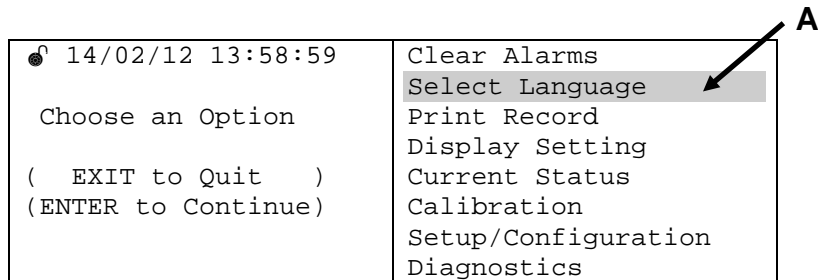 A
14/02/12 13:58:59
Choose an Option
( EXIT to Quit )
(ENTER to Continue)
Clear Alarms
Select Language
Print Record
Display Setting
Current Status
Calibration
Setup/Configuration
Diagnostics